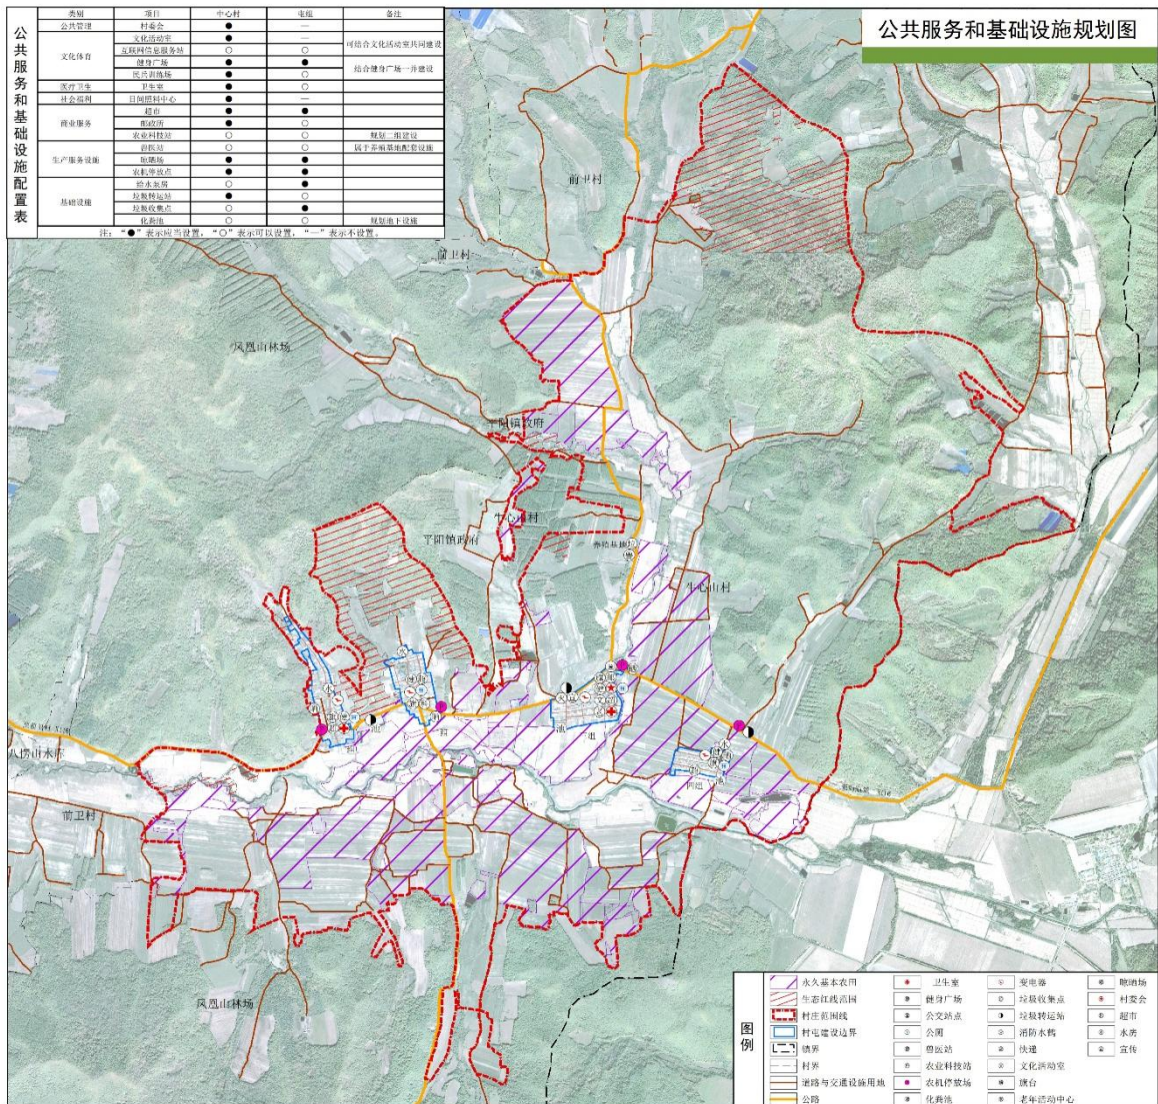 公共服务和基础设施规划图
公共服务和基础设施配置表
类别 项目 中心村 屯组 备注
公共管理 村委会 ● —
文化体育 文化活动室 ● — 可结合文化活动室共同建设
互联网信息服务站 ○ ○
健身广场 ● ● 结合健身广场一并建设
民兵训练场 ● ○
医疗卫生 卫生室 ● ○
社会福利 日间照料中心 ● —
商业服务 超市 ● ●
邮政所 ● ○
农业科技站 ○ ○ 规划二组建设
生产服务设施 兽医站 ○ ○ 属于养殖基地配套设施
晾晒场 ● ●
农机停放点 ● ●
基础设施 给水泵房 ○ ●
垃圾转运站 ● ○
垃圾收集点 ○ ●
化粪池 ○ ○ 规划地下设施
注：“●”表示应当设置，“○”表示可以设置，“—”表示不设置。
前卫村
前卫村
凤凰山林场
平阳镇政府
牛心山村
平阳镇政府
养殖基地
牛心山村
八楞山水库
前卫村
四组
凤凰山林场
图例
永久基本农田 卫生室 变电器 晾晒场
生态红线范围 健身广场 垃圾收集点 村委会
村庄范围线 公交站点 垃圾转运站 超市
村屯建设边界 公厕 消防水鹤 水房
镇界 兽医站 快递 宣传
村界 农业科技站 文化活动室
道路与交通设施用地 农机停放场 旗台
公路 化粪池 老年活动中心